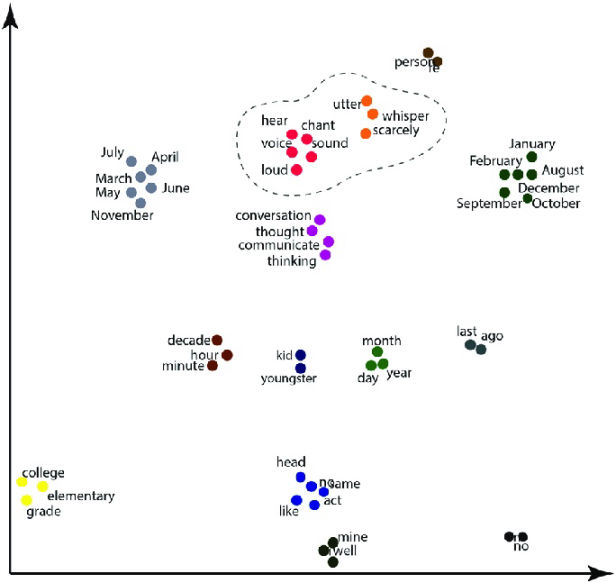 person
utter
hear
chant
whisper
scarcely
voice
sound
loud
July
April
March
May
June
November
January
February
August
December
September
October
conversation
thought
communicate
thinking
decade
hour
minute
kid
youngster
month
day
year
last
ago
college
elementary
grade
head
no
like
act
mine
well
no